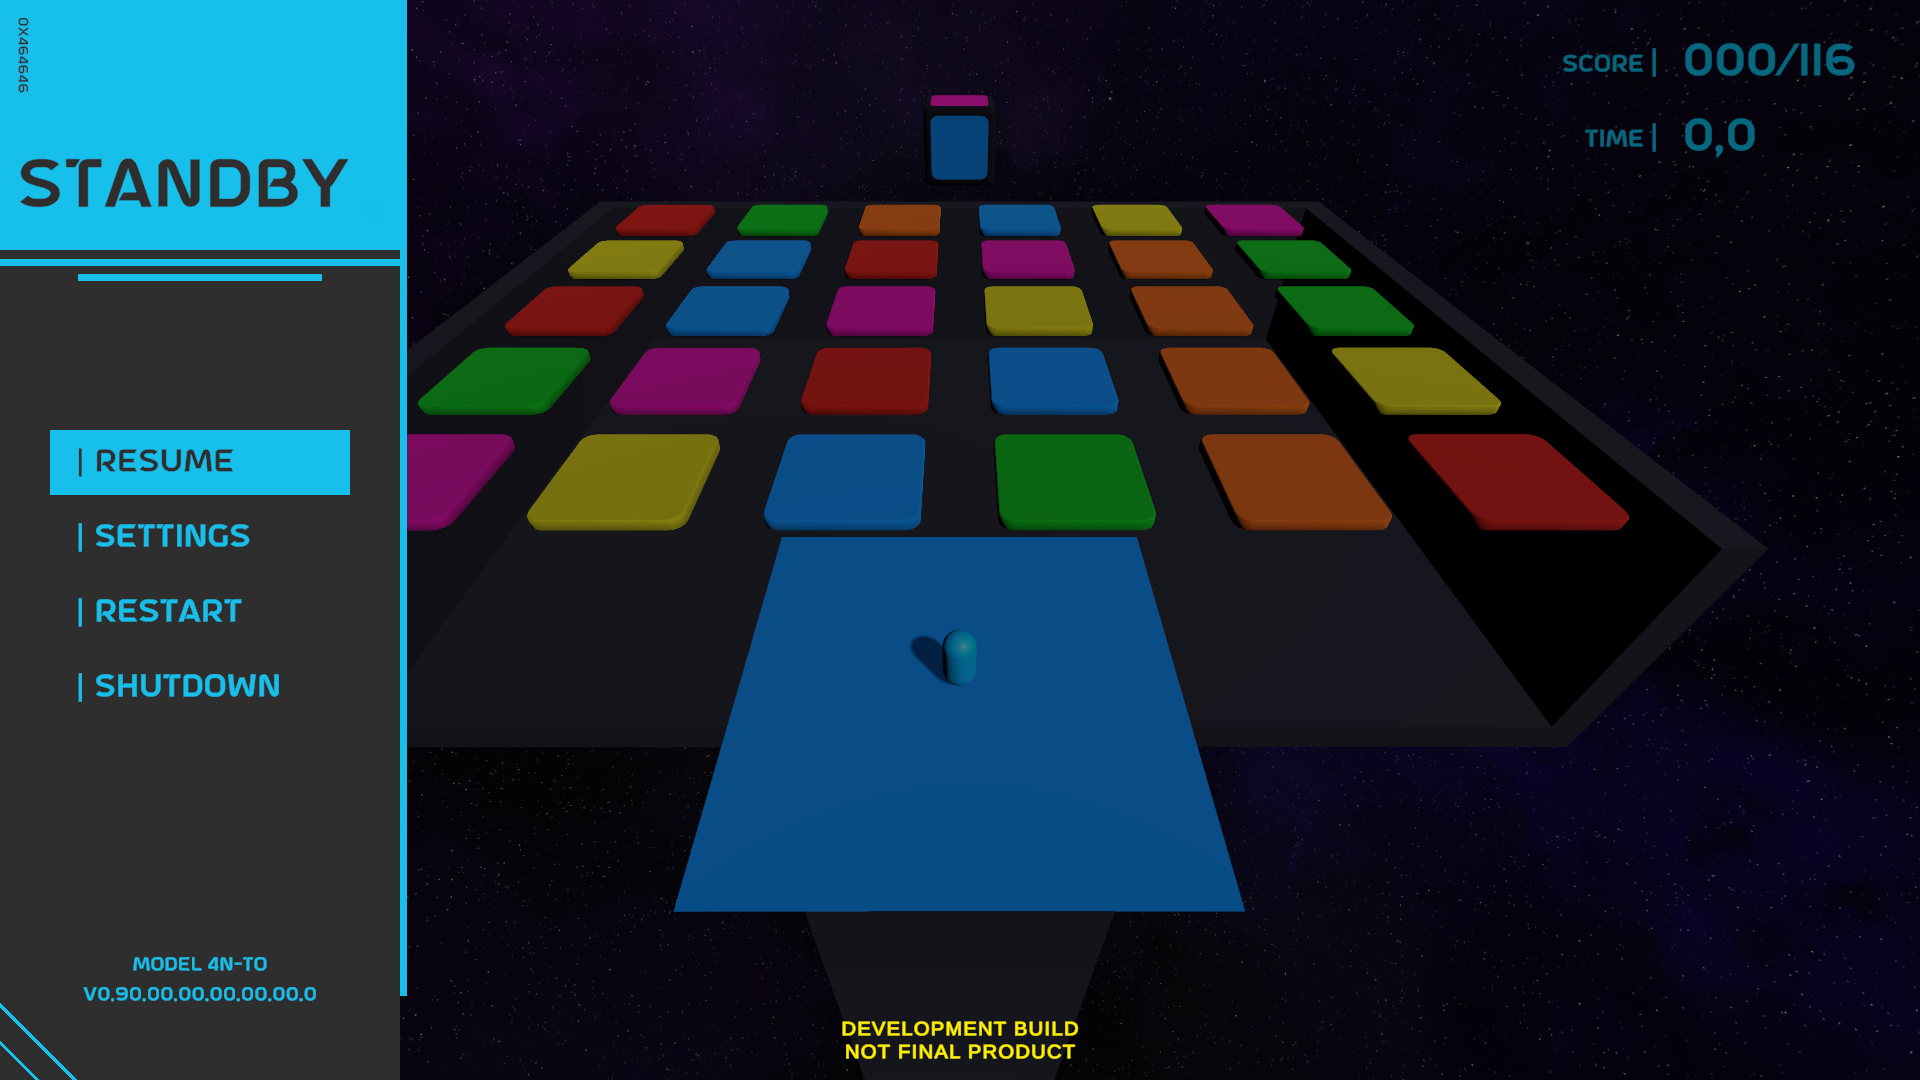 0X464646
STANDBY
| RESUME
| SETTINGS
| RESTART
| SHUTDOWN
MODEL 4N-TO
V0.90.00.00.00.00.00.0
SCORE | 000/116
TIME | 0,0
DEVELOPMENT BUILD
NOT FINAL PRODUCT